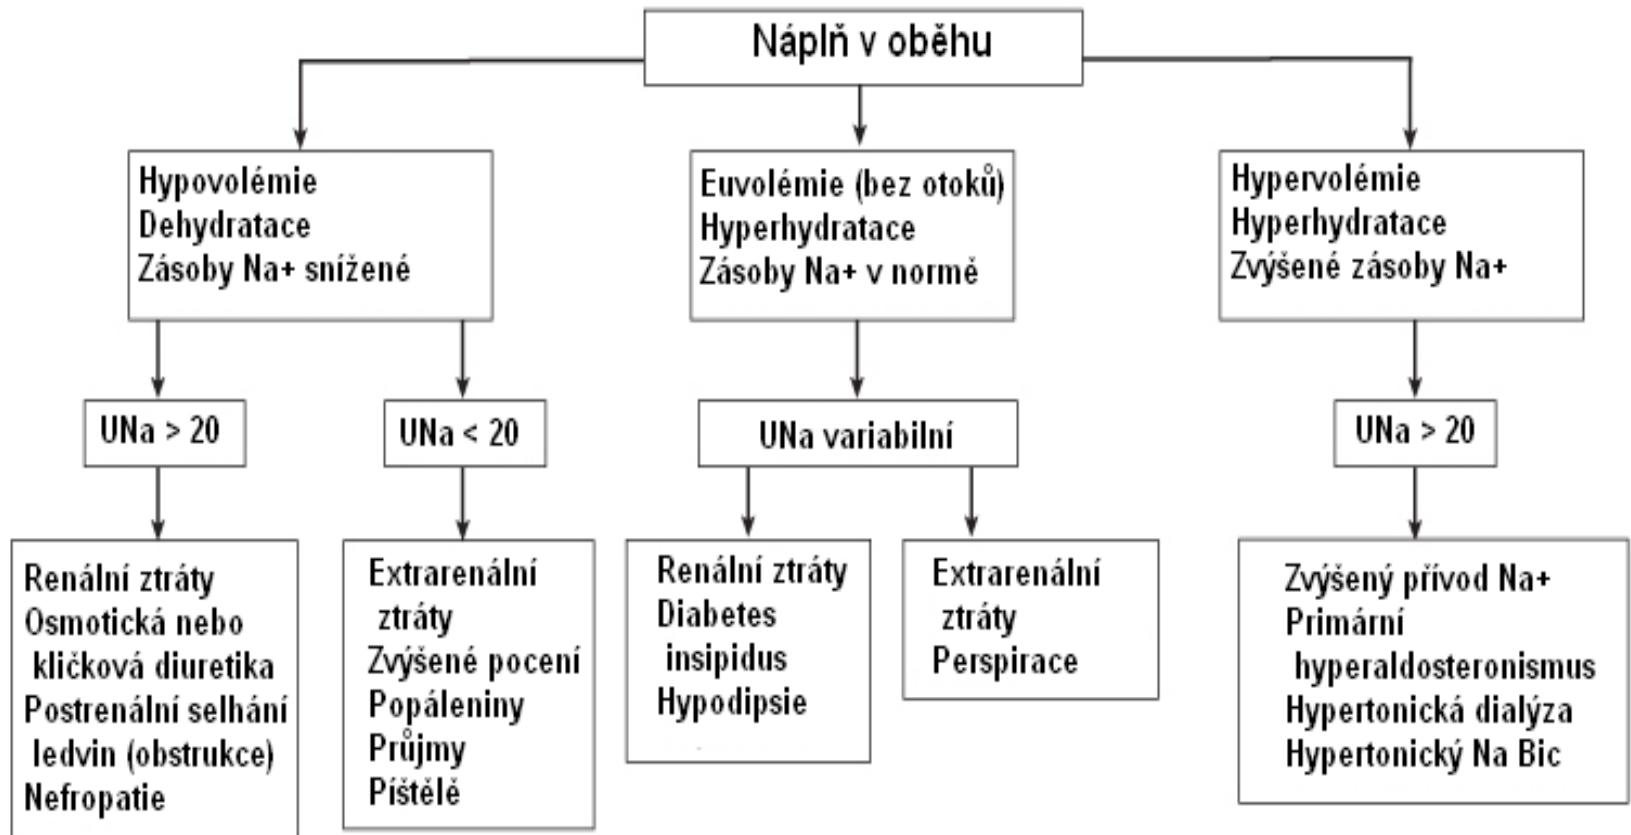 Náplň v oběhu
Hypovolémie
Dehydratace
Zásoby Na+ snížené
Euvolémie (bez otoků)
Hyperhydratace
Zásoby Na+ v normě
Hypervolémie
Hyperhydratace
Zvýšené zásoby Na+
UNa > 20
UNa < 20
UNa variabilní
UNa > 20
Renální ztráty
Osmotická nebo
kličková diuretika
Postrenální selhání
ledvin (obstrukce)
Nefropatie
Extrarenální
ztráty
Zvýšené pocení
Popáleniny
Průjmy
Píštělě
Renální ztráty
Diabetes
insipidus
Hypodipsie
Extrarenální
ztráty
Perspirace
Zvýšený přívod Na+
Primární
hyperaldosteronismus
Hypertonická dialýza
Hypertonický Na Bic